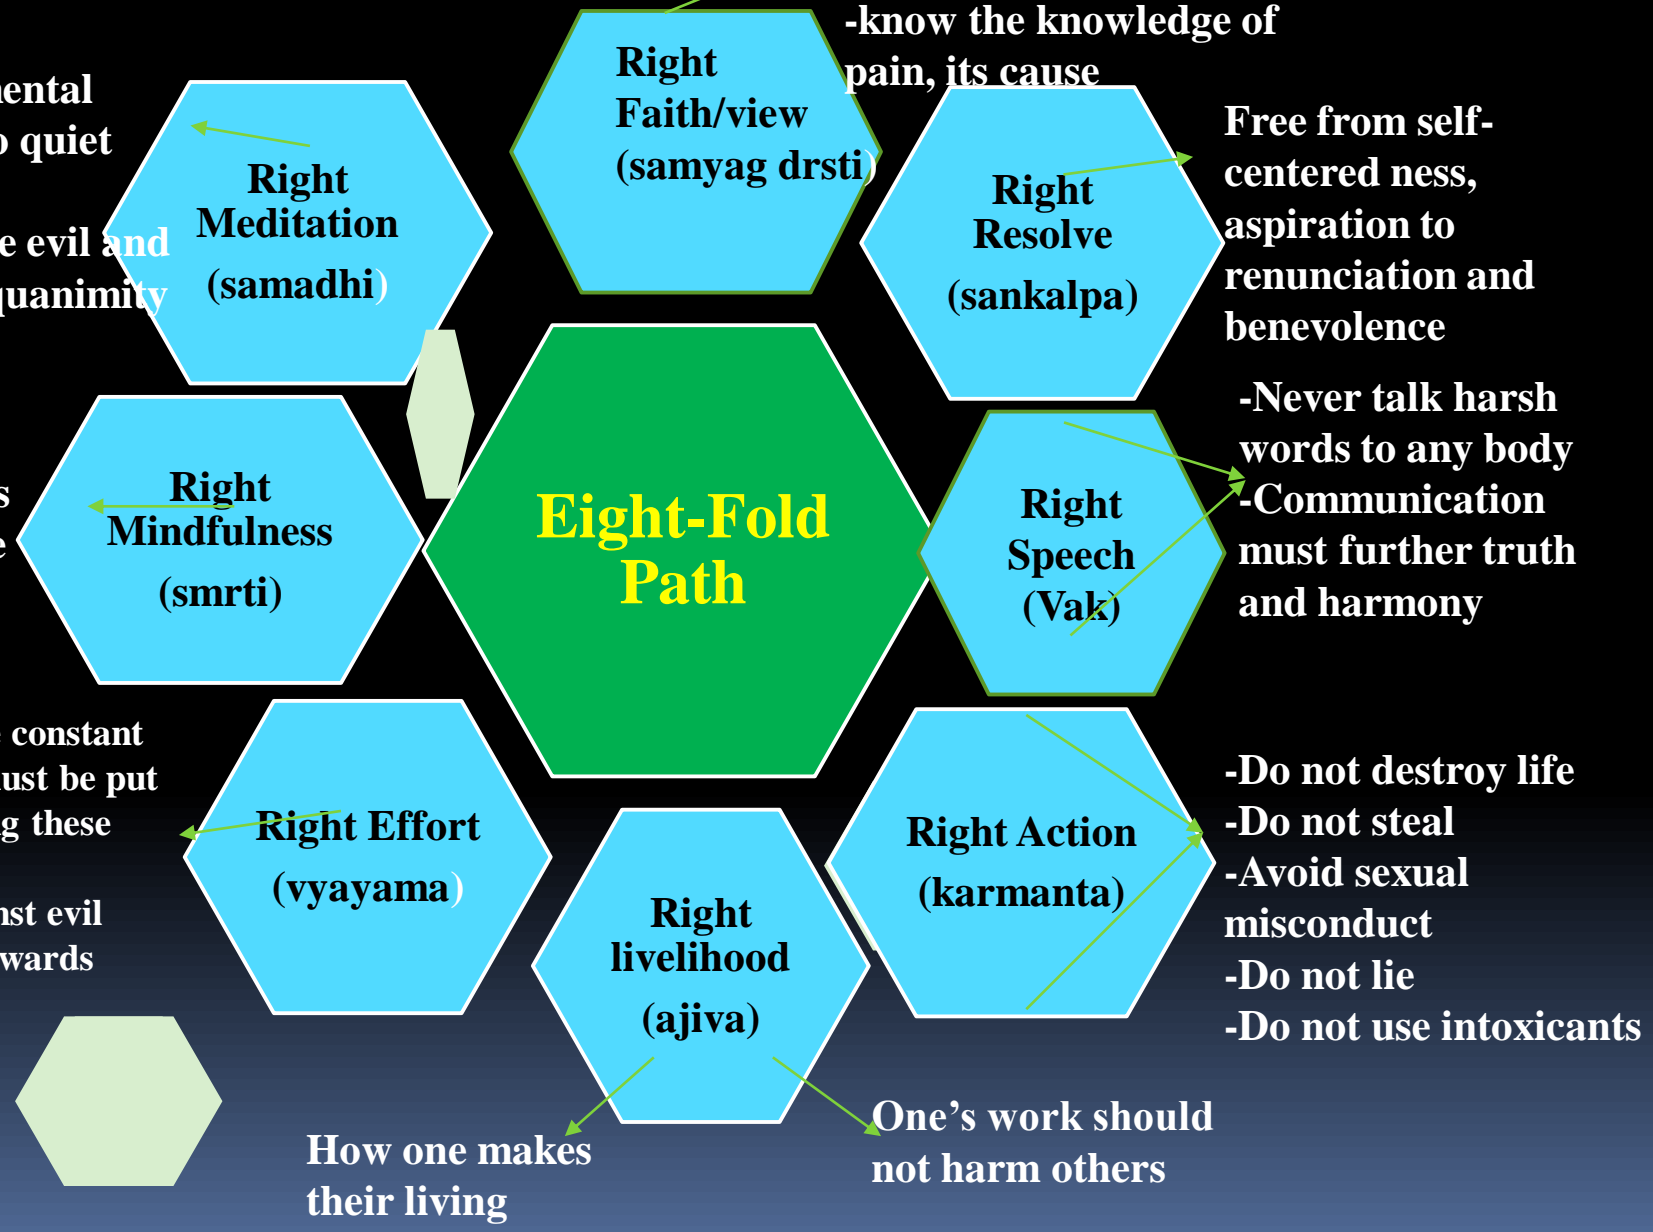 -know the knowledge of
pain, its cause
Right
Faith/view
(samyag drsti)
quiet
evil and
Right
Meditation
(samadhi)
Right
Resolve
(sankalpa)
Free from self-
centered ness,
aspiration to
renunciation and
benevolence
Right
Mindfulness
(smrti)
Eight-Fold
Path
Right
Speech
(Vak)
-Never talk harsh
words to any body
-Communication
must further truth
and harmony
constant
be put
these
evil
Right Effort
(vyayama)
Right
livelihood
(ajiva)
Right Action
(karmanta)
-Do not destroy life
-Do not steal
-Avoid sexual
misconduct
-Do not lie
-Do not use intoxicants
How one makes
their living
One’s work should
not harm others